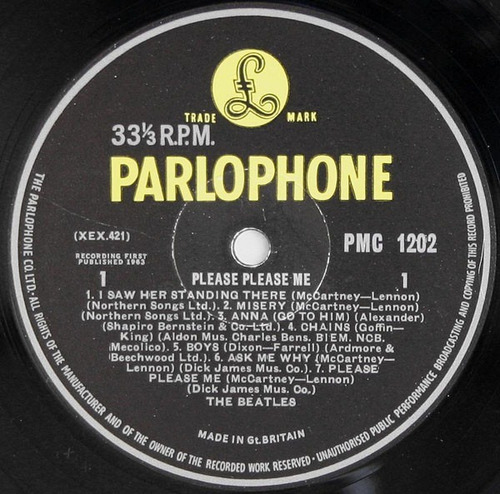 £
TRADE MARK
33⅓ R.P.M.
PARLOPHONE
(XEX.421)
PMC 1202
RECORDING FIRST
PUBLISHED 1963
1 PLEASE PLEASE ME 1
1. I SAW HER STANDING THERE (McCartney—Lennon)
(Northern Songs Ltd.). 2. MISERY (McCartney—Lennon)
(Northern Songs Ltd.) 3. ANNA (GO TO HIM) (Alexander)
(Shapiro Bernstein & Co. Ltd.) 4. CHAINS (Goffin—
King) (Aldon Mus. Charles Bens. BIEM. NCB.
Mecolico). 5. BOYS (Dixon—Farrell) (Ardmore &
Beechwood Ltd.) 6. ASK ME WHY (McCartney—
Lennon) (Dick James Mus. Co.) 7. PLEASE
PLEASE ME (McCartney—Lennon)
(Dick James Mus. Co.)
THE BEATLES
MADE IN Gt. BRITAIN
THE PARLOPHONE CO. LTD.-ALL RIGHTS OF THE MANUFACTURER AND OF THE OWNER OF THE RECORDED WORK RESERVED-UNAUTHORISED PUBLIC PERFORMANCE BROADCASTING AND COPYING OF THIS RECORD PROHIBITED